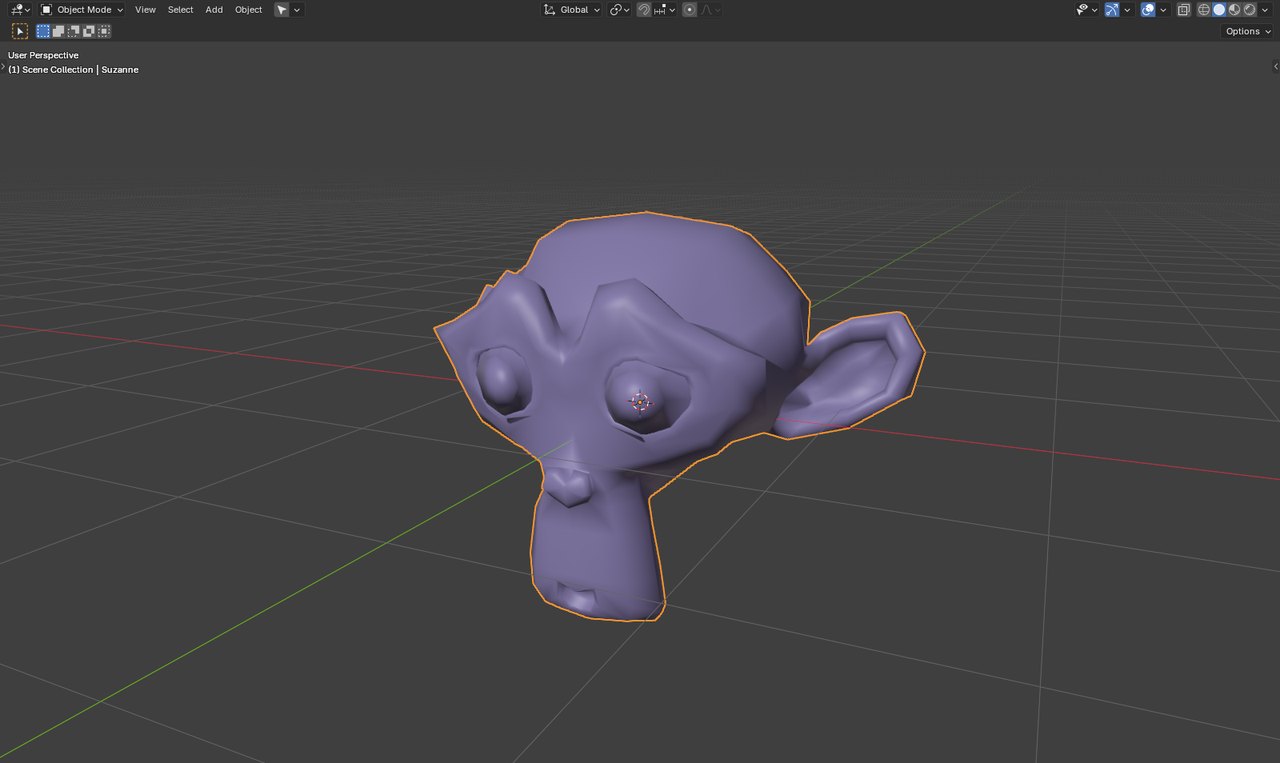 Object Mode View Select Add Object Global
Options
User Perspective
(1) Scene Collection | Suzanne